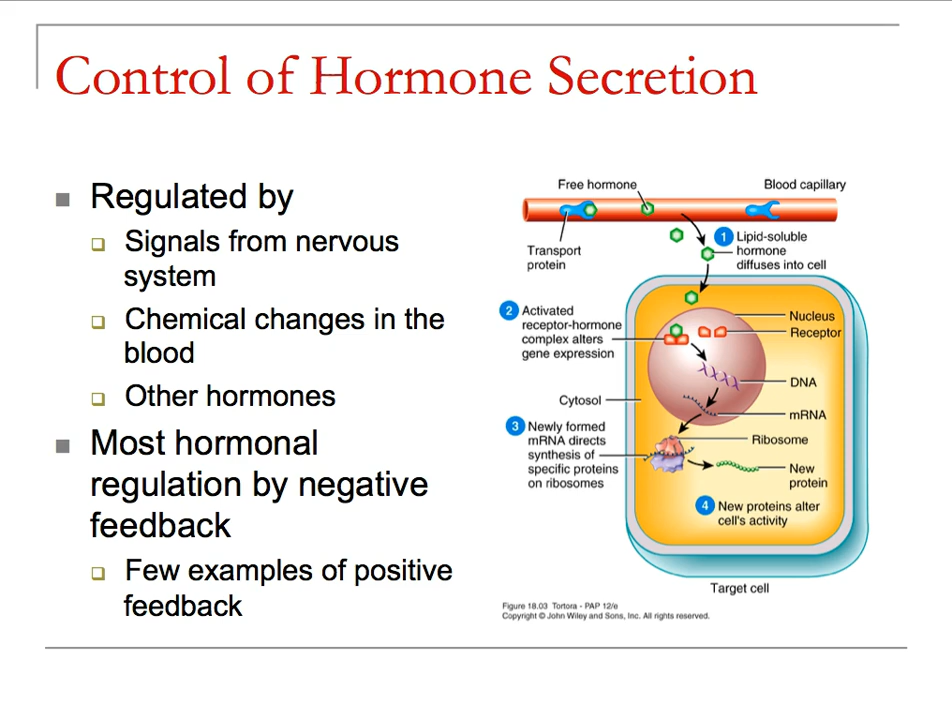 Control of Hormone Secretion
Regulated by
Signals from nervous
system
Chemical changes in the
blood
Other hormones
Most hormonal
regulation by negative
feedback
Few examples of positive
feedback
Free hormone
Blood capillary
Transport
protein
1 Lipid-soluble
hormone
diffuses into cell
2 Activated
receptor-hormone
complex alters
gene expression
Nucleus
Receptor
DNA
Cytosol
mRNA
3 Newly formed
mRNA directs
synthesis of
specific proteins
on ribosomes
Ribosome
New
protein
4 New proteins alter
cell's activity
Target cell
Figure 18.03 Tortora - PAP 12/e
Copyright © John Wiley and Sons, Inc. All rights reserved.